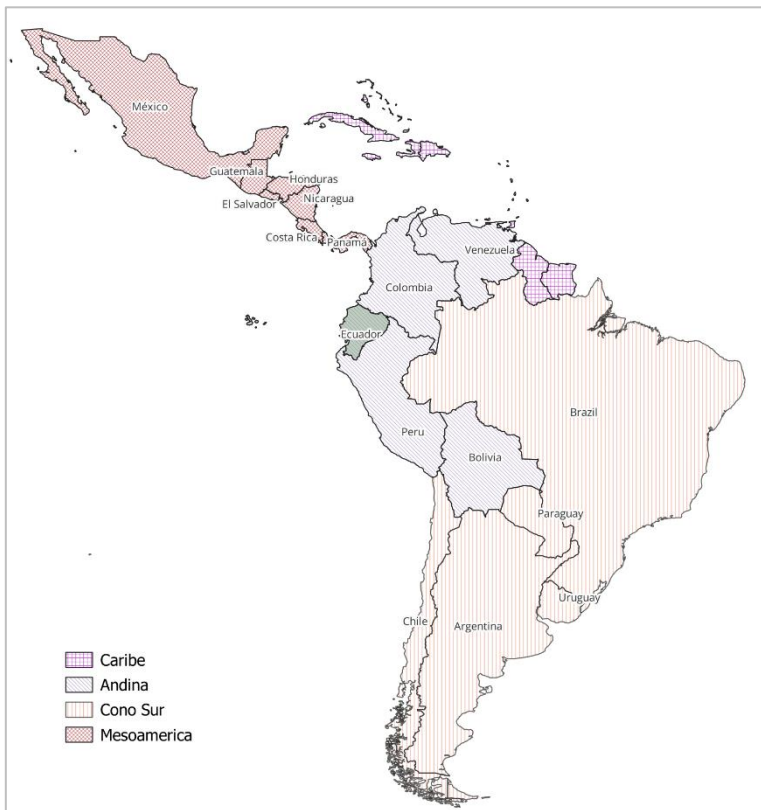 México
Guatemala
Honduras
El Salvador
Nicaragua
Costa Rica
Panamá
Venezuela
Colombia
Ecuador
Brazil
Peru
Bolivia
Paraguay
Uruguay
Chile
Argentina
Caribe
Andina
Cono Sur
Mesoamerica